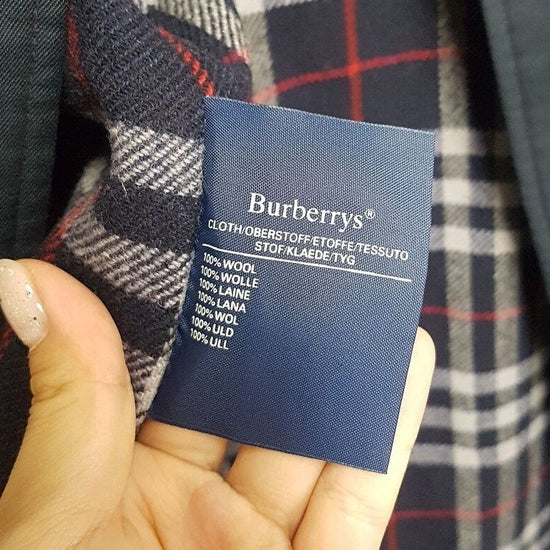 Burberrys®
CLOTH/OBERSTOFF/ETOFFE/TESSUTO
STOF/KLAEDE/TYG
100% WOOL
100% WOLLE
100% LAINE
100% LANA
100% WOL
100% ULD
100% ULL